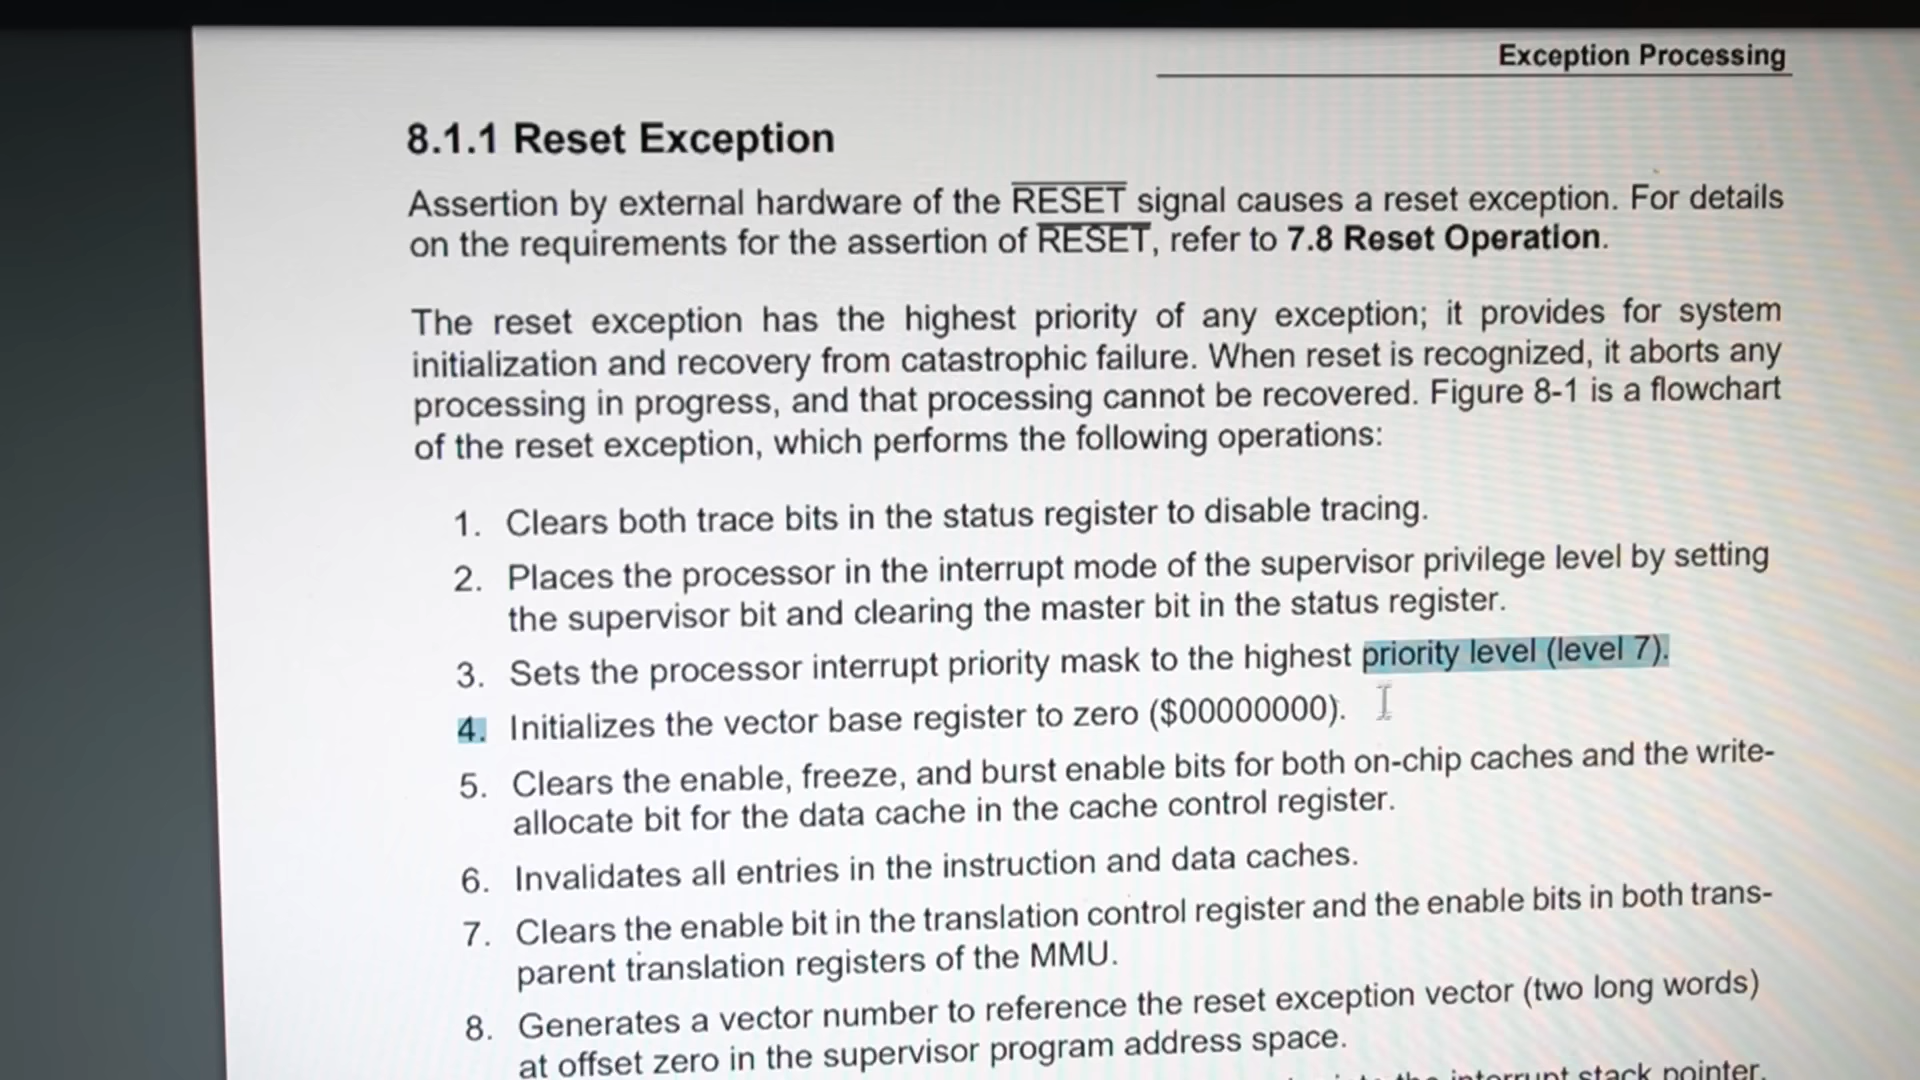 Exception Processing
8.1.1 Reset Exception
Assertion by external hardware of the RESET signal causes a reset exception. For details
on the requirements for the assertion of RESET, refer to 7.8 Reset Operation.
The reset exception has the highest priority of any exception; it provides for system
initialization and recovery from catastrophic failure. When reset is recognized, it aborts any
processing in progress, and that processing cannot be recovered. Figure 8-1 is a flowchart
of the reset exception, which performs the following operations:
1. Clears both trace bits in the status register to disable tracing.
2. Places the processor in the interrupt mode of the supervisor privilege level by setting
the supervisor bit and clearing the master bit in the status register.
3. Sets the processor interrupt priority mask to the highest priority level (level 7).
4. Initializes the vector base register to zero ($00000000).
5. Clears the enable, freeze, and burst enable bits for both on-chip caches and the write-
allocate bit for the data cache in the cache control register.
6. Invalidates all entries in the instruction and data caches.
7. Clears the enable bit in the translation control register and the enable bits in both trans-
parent translation registers of the MMU.
8. Generates a vector number to reference the reset exception vector (two long words)
at offset zero in the supervisor program address space.
the interrupt stack pointer.